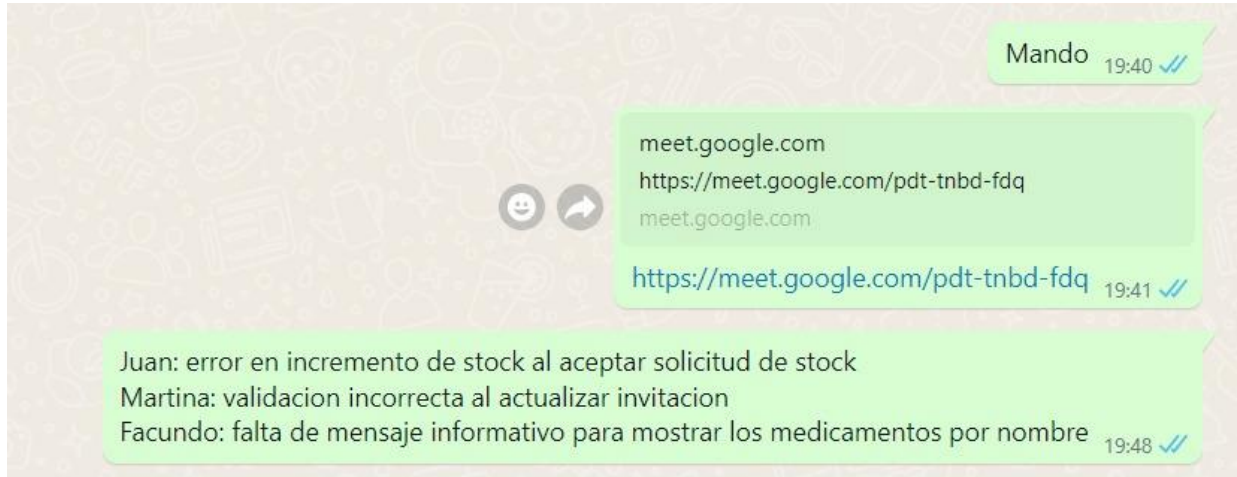 Mando 19:40
meet.google.com
https://meet.google.com/pdt-tnbd-fdq
meet.google.com
https://meet.google.com/pdt-tnbd-fdq 19:41
Juan: error en incremento de stock al aceptar solicitud de stock
Martina: validacion incorrecta al actualizar invitacion
Facundo: falta de mensaje informativo para mostrar los medicamentos por nombre 19:48